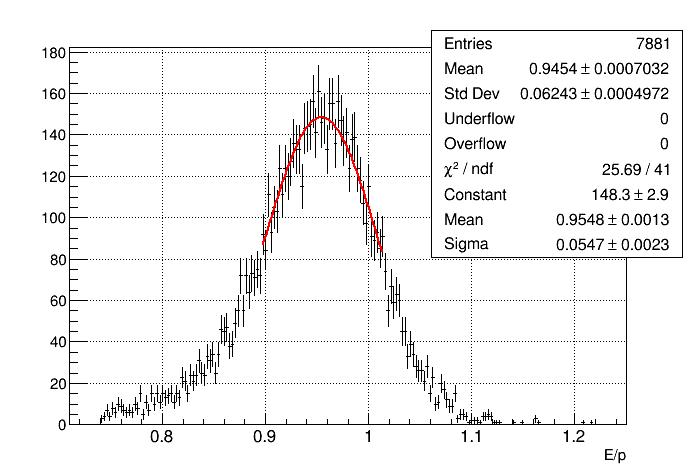 Entries 7881
Mean 0.9454 ± 0.0007032
Std Dev 0.06243 ± 0.0004972
Underflow 0
Overflow 0
χ² / ndf 25.69 / 41
Constant 148.3 ± 2.9
Mean 0.9548 ± 0.0013
Sigma 0.0547 ± 0.0023
180
160
140
120
100
80
60
40
20
0
0.8 0.9 1 1.1 1.2
E/p